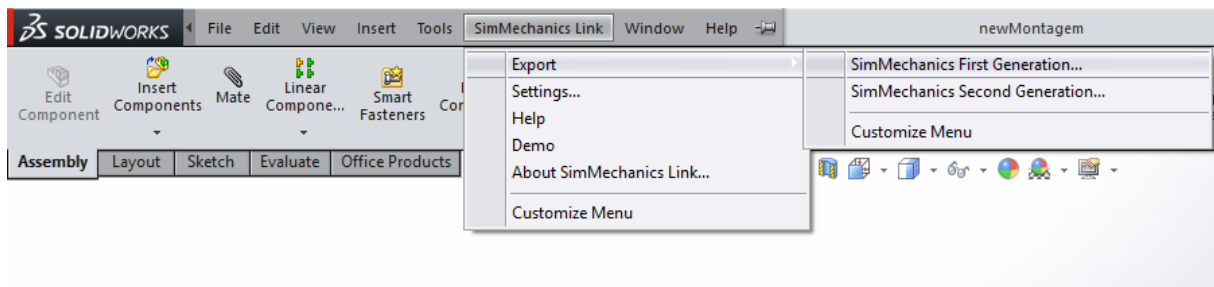 SOLIDWORKS File Edit View Insert Tools SimMechanics Link Window Help newMontagem
Edit Component
Insert Components
Mate
Linear Compone...
Smart Fasteners
Export
Settings...
Help
Demo
About SimMechanics Link...
Customize Menu
SimMechanics First Generation...
SimMechanics Second Generation...
Customize Menu
Assembly Layout Sketch Evaluate Office Products